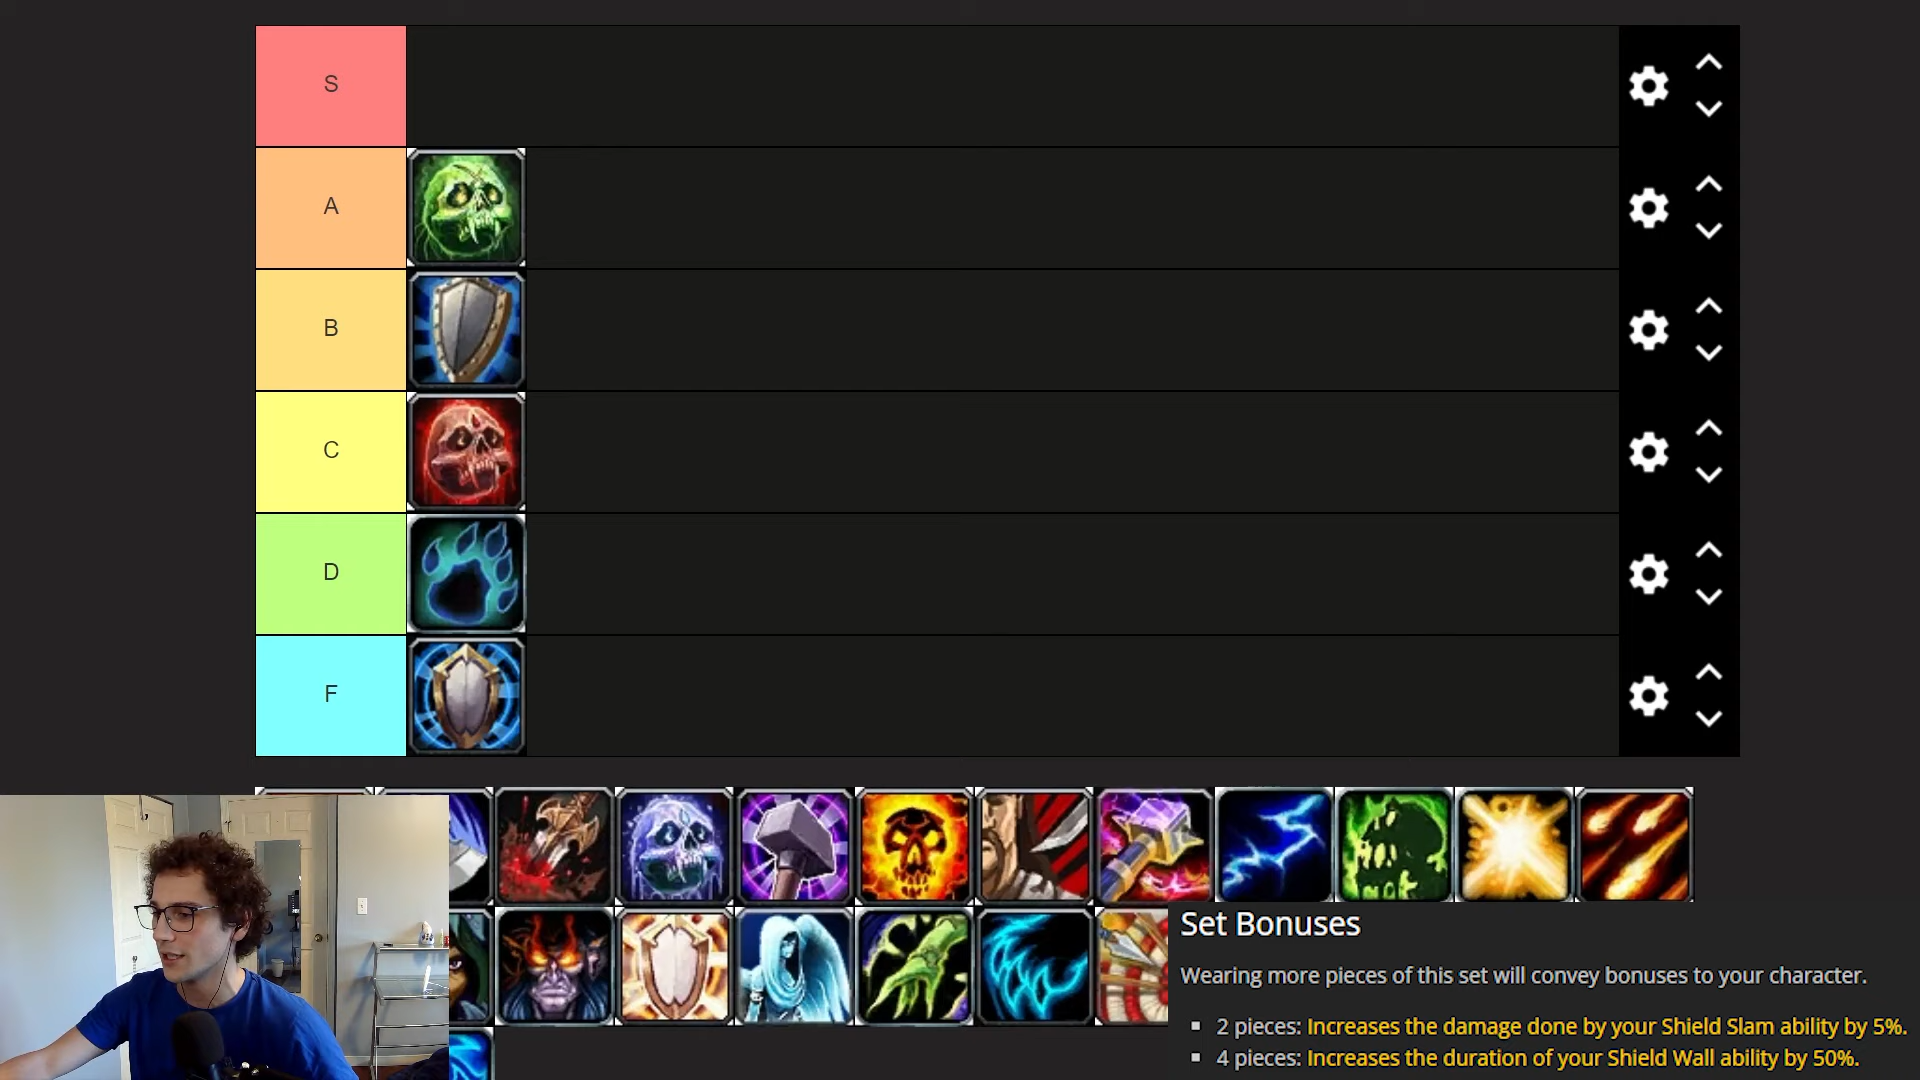 S
A
B
C
D
F
Set Bonuses
Wearing more pieces of this set will convey bonuses to your character.
2 pieces: Increases the damage done by your Shield Slam ability by 5%.
4 pieces: Increases the duration of your Shield Wall ability by 50%.